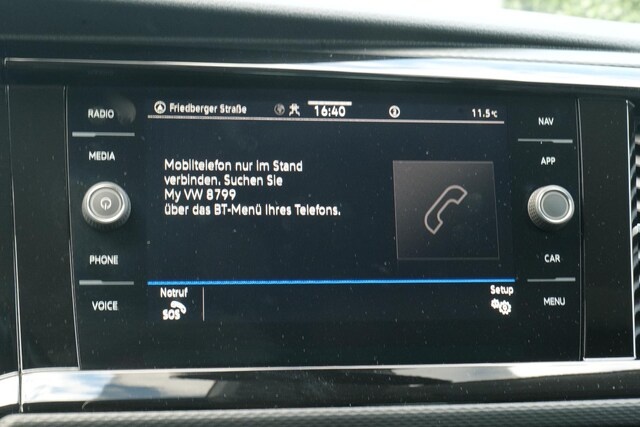 RADIO
MEDIA
PHONE
VOICE
Friedberger Straße
16:40
11.5°C
Mobiltelefon nur im Stand
verbinden. Suchen Sie
My VW 8799
über das BT-Menü Ihres Telefons.
Notruf
SOS
Setup
NAV
APP
CAR
MENU